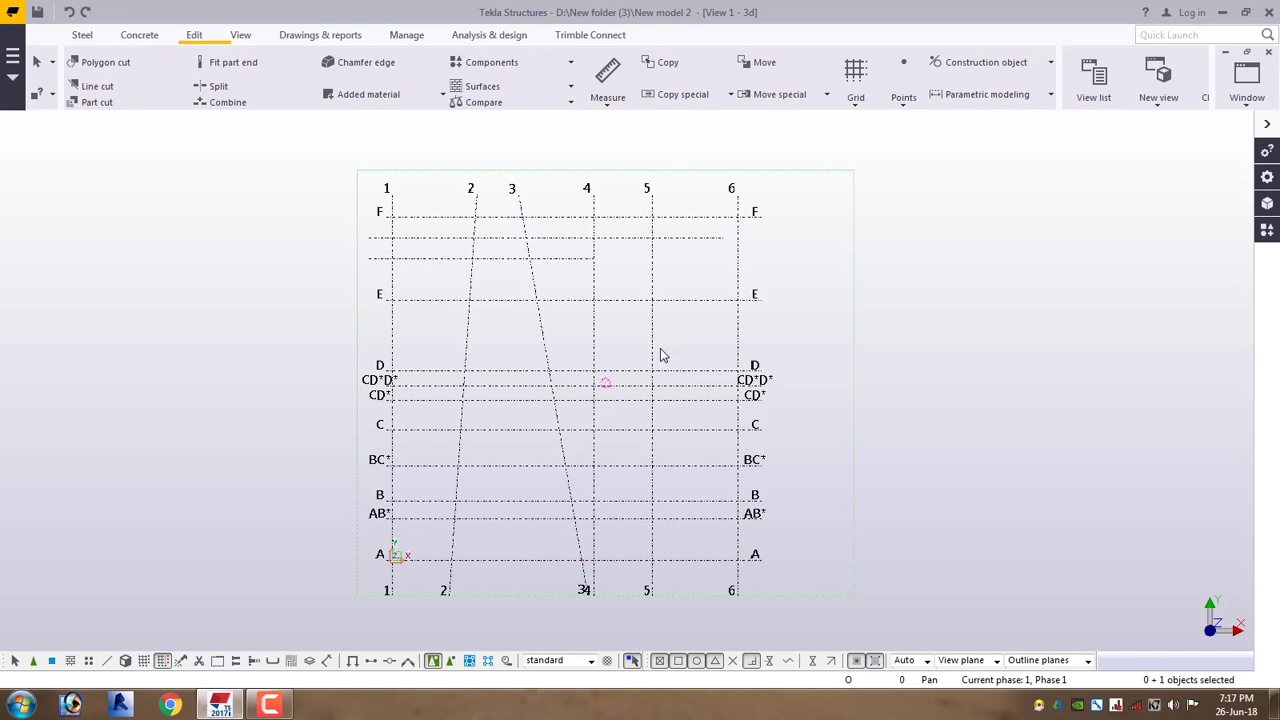 Tekla Structures - D:\New folder (3)\New model 2 - [View 1 - 3d]
? Log in
Steel Concrete Edit View Drawings & reports Manage Analysis & design Trimble Connect Quick Launch
Polygon cut Fit part end Chamfer edge Components Copy Move Construction object
Line cut Split Surfaces
Part cut Combine Added material Compare Measure Copy special Move special Grid Points Parametric modeling View list New view Cl Window
1 2 3 4 5 6
F F
E E
D D
CD*D* CD*D*
CD* CD*
C C
BC* BC*
B B
AB* AB*
Y
A x A
1 2 3 4 5 6
Y
Z X
standard Auto View plane Outline planes
O 0 Pan Current phase: 1, Phase 1 0 + 1 objects selected
2017i
7:17 PM
26-Jun-18